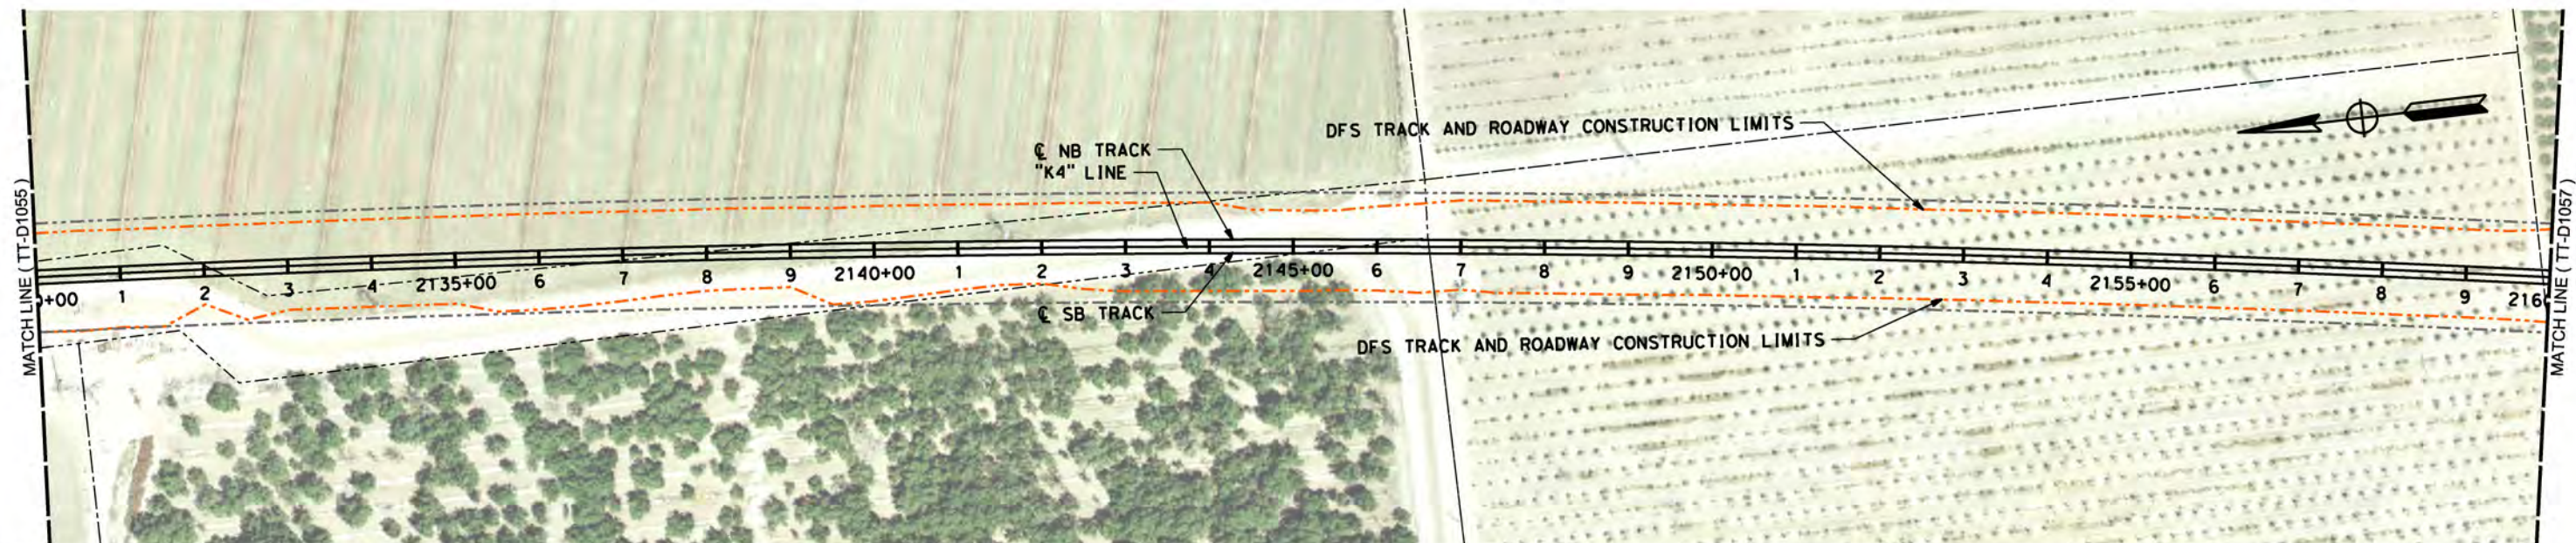 MATCH LINE ( TT-D1055 )
DFS TRACK AND ROADWAY CONSTRUCTION LIMITS
℄ NB TRACK
"K4" LINE
0+00 1 2 3 4 2135+00 6 7 8 9 2140+00 1 2 3 4 2145+00 6 7 8 9 2150+00 1 2 3 4 2155+00 6 7 8 9 216
℄ SB TRACK
DFS TRACK AND ROADWAY CONSTRUCTION LIMITS
MATCH LINE ( TT-D1057 )